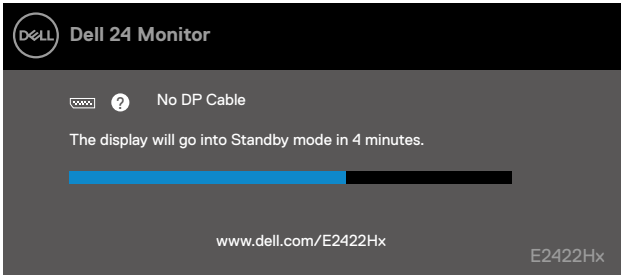 DELL
Dell 24 Monitor
? No DP Cable
The display will go into Standby mode in 4 minutes.
www.dell.com/E2422Hx
E2422Hx